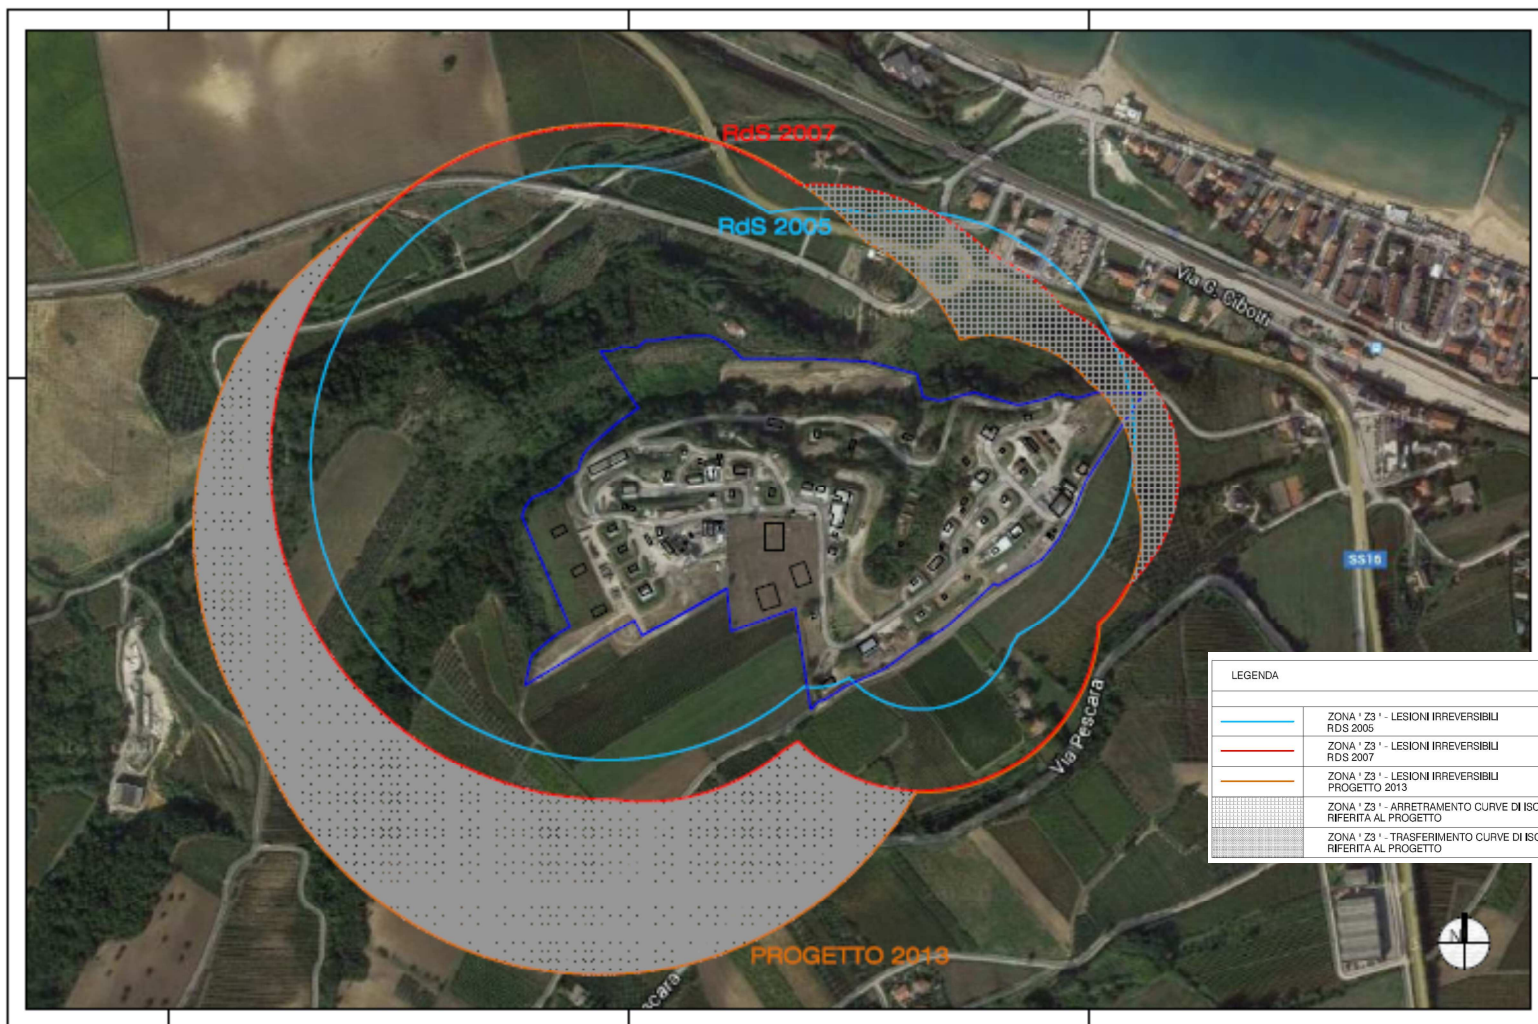 RdS 2007
RdS 2005
Via G. Cibotti
SS16
Via Pescara
PROGETTO 2013
scara
N
LEGENDA
ZONA ' Z3 ' - LESIONI IRREVERSIBILI
RDS 2005
ZONA ' Z3 ' - LESIONI IRREVERSIBILI
RDS 2007
ZONA ' Z3 ' - LESIONI IRREVERSIBILI
PROGETTO 2013
ZONA ' Z3 ' - ARRETRAMENTO CURVE DI ISO
RIFERITA AL PROGETTO
ZONA ' Z3 ' - TRASFERIMENTO CURVE DI ISO
RIFERITA AL PROGETTO